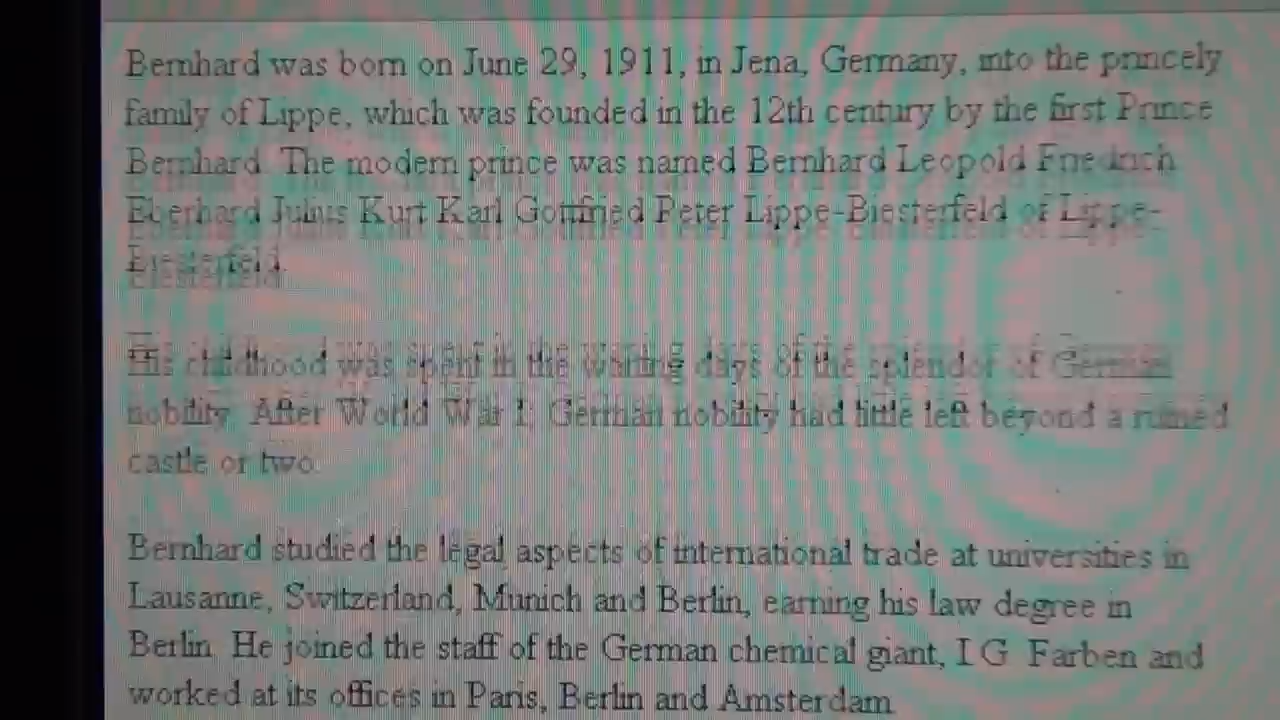 Bernhard was born on June 29, 1911, in Jena, Germany, into the princely
family of Lippe, which was founded in the 12th century by the first Prince
Bernhard. The modern prince was named Bernhard Leopold Friedrich
Eberhard Julius Kurt Karl Gottfried Peter Lippe-Biesterfeld of Lippe-
Biesterfeld.
His childhood was spent in the waning days of the splendor of German
nobility. After World War I, German nobility had little left beyond a ruined
castle or two.
Bernhard studied the legal aspects of international trade at universities in
Lausanne, Switzerland, Munich and Berlin, earning his law degree in
Berlin. He joined the staff of the German chemical giant, I G Farben and
worked at its offices in Paris, Berlin and Amsterdam.